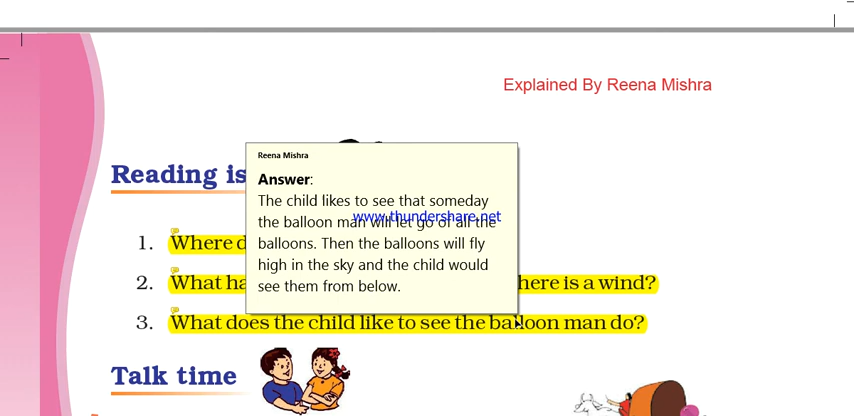 Explained By Reena Mishra
Reading is
Reena Mishra
Answer:
The child likes to see that someday
the balloon man will let go of all the
www.thundershare.net
balloons. Then the balloons will fly
high in the sky and the child would
see them from below.
1. Where d
2. What ha here is a wind?
3. What does the child like to see the balloon man do?
Talk time